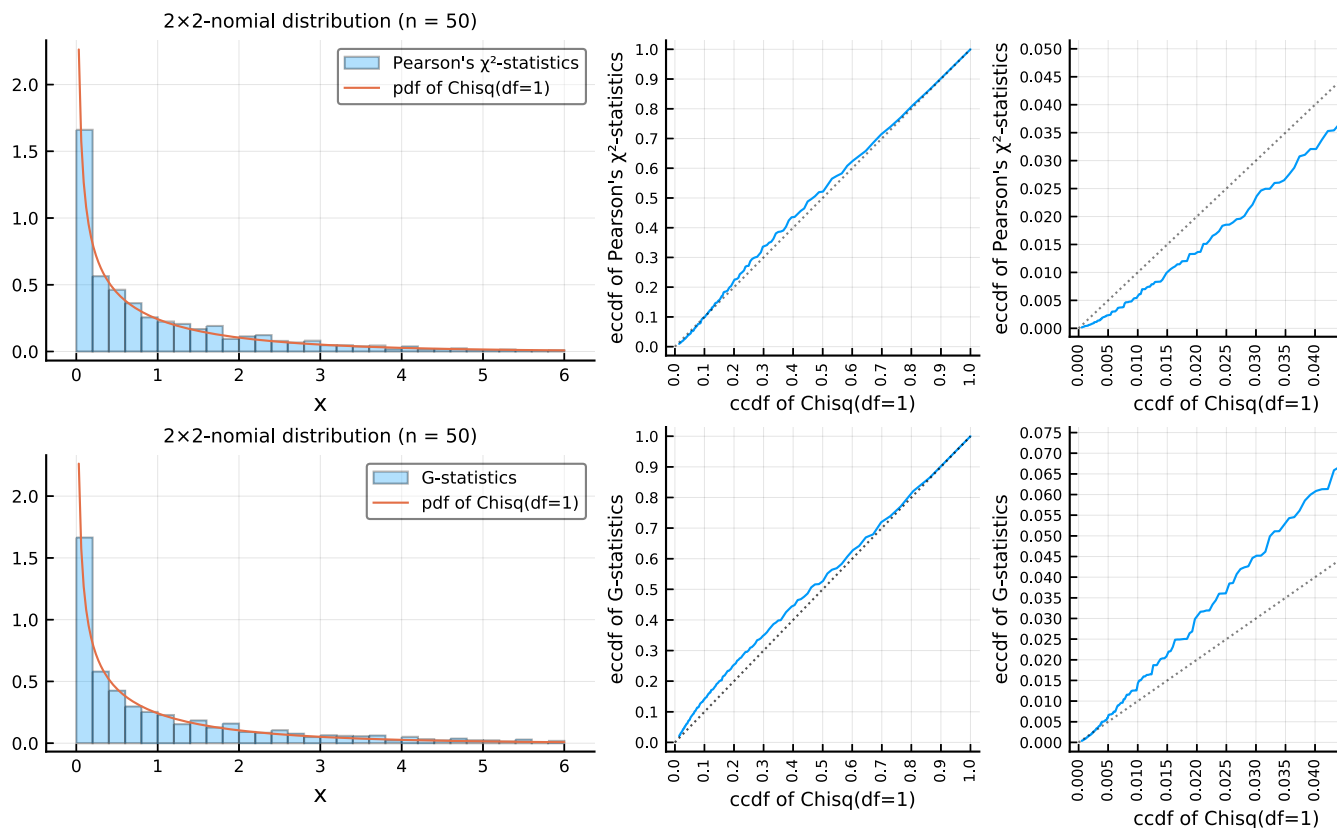 2×2-nomial distribution (n = 50)
Pearson's χ²-statistics
pdf of Chisq(df=1)
2.0
1.5
1.0
0.5
0.0
0 1 2 3 4 5 6
x
eccdf of Pearson's χ²-statistics
1.0
0.9
0.8
0.7
0.6
0.5
0.4
0.3
0.2
0.1
0.0
0.0 0.1 0.2 0.3 0.4 0.5 0.6 0.7 0.8 0.9 1.0
ccdf of Chisq(df=1)
eccdf of Pearson's χ²-statistics
0.050
0.045
0.040
0.035
0.030
0.025
0.020
0.015
0.010
0.005
0.000
0.000 0.005 0.010 0.015 0.020 0.025 0.030 0.035 0.040
ccdf of Chisq(df=1)
2×2-nomial distribution (n = 50)
G-statistics
pdf of Chisq(df=1)
2.0
1.5
1.0
0.5
0.0
0 1 2 3 4 5 6
x
eccdf of G-statistics
1.0
0.9
0.8
0.7
0.6
0.5
0.4
0.3
0.2
0.1
0.0
0.0 0.1 0.2 0.3 0.4 0.5 0.6 0.7 0.8 0.9 1.0
ccdf of Chisq(df=1)
eccdf of G-statistics
0.075
0.070
0.065
0.060
0.055
0.050
0.045
0.040
0.035
0.030
0.025
0.020
0.015
0.010
0.005
0.000
0.000 0.005 0.010 0.015 0.020 0.025 0.030 0.035 0.040
ccdf of Chisq(df=1)